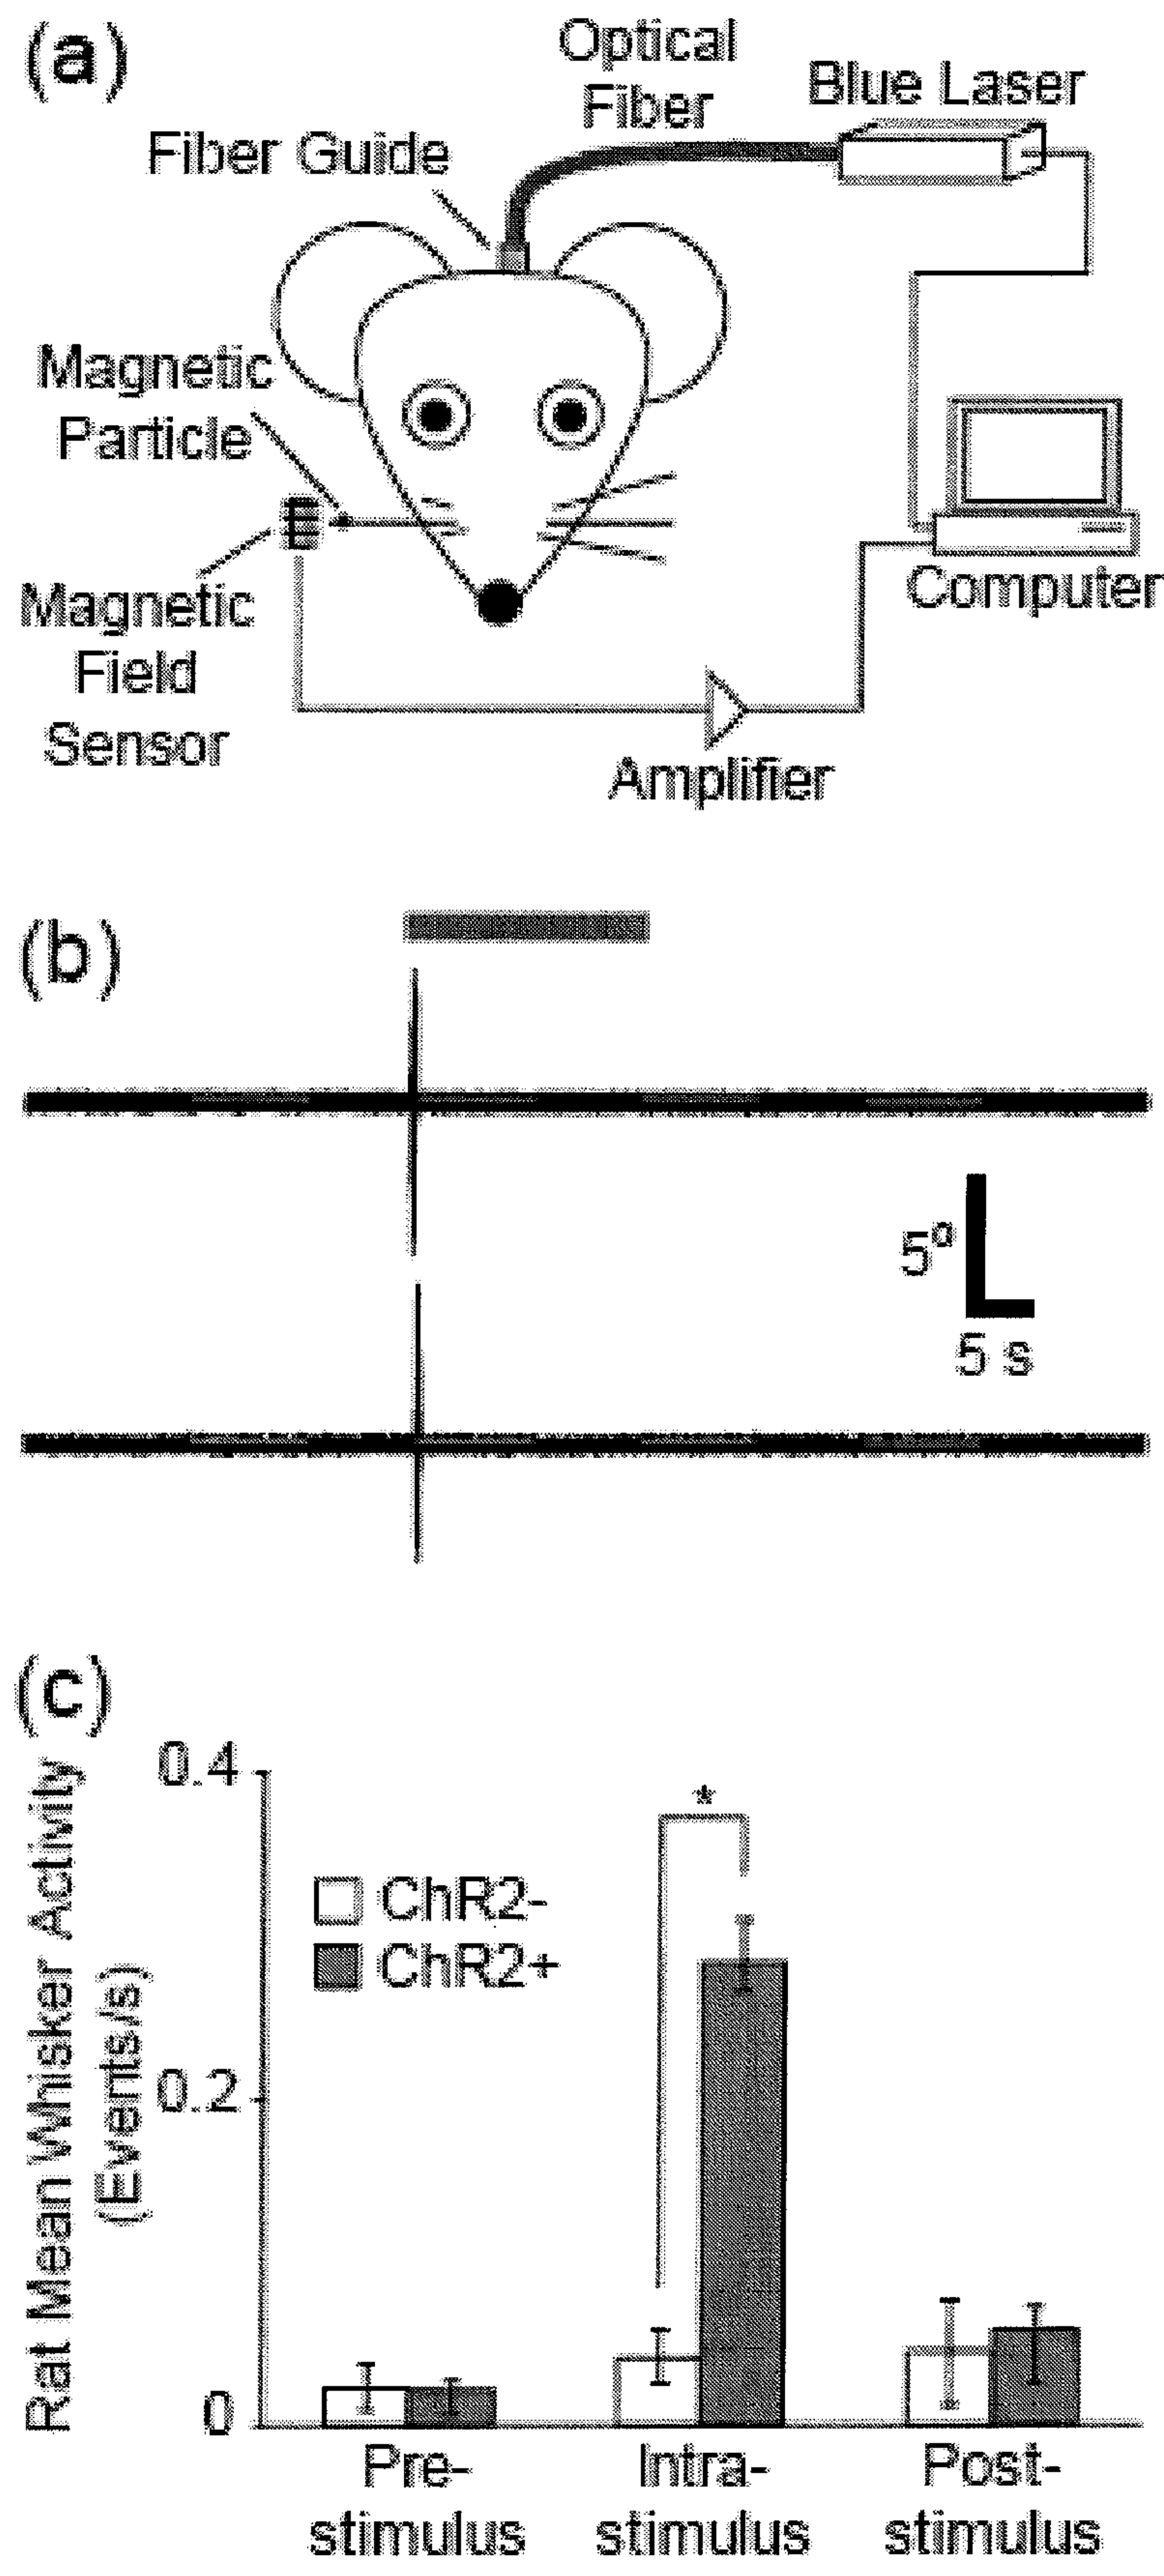 (a)
Optical
Fiber
Blue Laser
Fiber Guide
Magnetic
Particle
Magnetic
Field
Sensor
Computer
Amplifier
(b)
5º
5 s
(c)
Rat Mean Whisker Activity
(Events/s)
0.4
0.2
0
*
ChR2-
ChR2+
Pre-
stimulus
Intra-
stimulus
Post-
stimulus